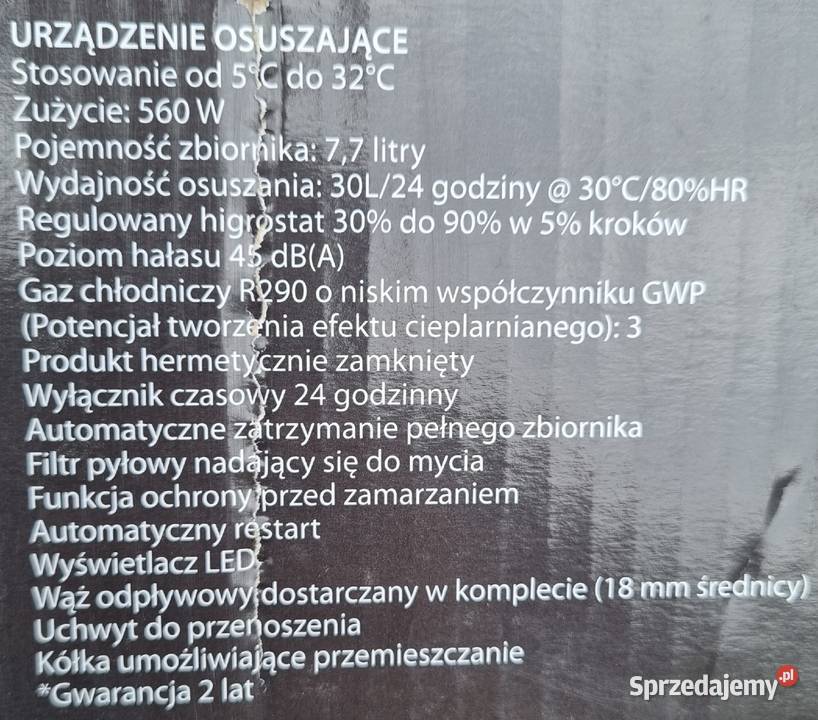 URZĄDZENIE OSUSZAJĄCE
Stosowanie od 5°C do 32°C
Zużycie: 560 W
Pojemność zbiornika: 7,7 litry
Wydajność osuszania: 30L/24 godziny @ 30°C/80%HR
Regulowany higrostat 30% do 90% w 5% kroków
Poziom hałasu 45 dB(A)
Gaz chłodniczy R290 o niskim współczynniku GWP
(Potencjał tworzenia efektu cieplarnianego): 3
Produkt hermetycznie zamknięty
Wyłącznik czasowy 24 godzinny
Automatyczne zatrzymanie pełnego zbiornika
Filtr pyłowy nadający się do mycia
Funkcja ochrony przed zamarzaniem
Automatyczny restart
Wyświetlacz LED
Wąż odpływowy dostarczany w komplecie (18 mm średnicy)
Uchwyt do przenoszenia
Kółka umożliwiające przemieszczanie
*Gwarancja 2 lat
Sprzedajemy.pl